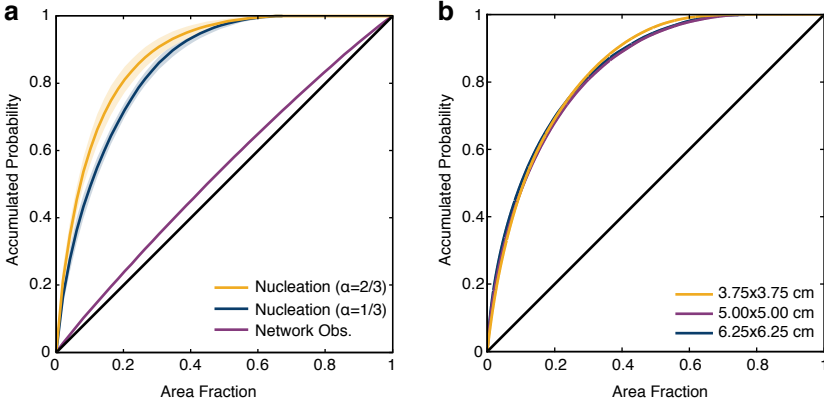 a
1
0.8
0.6
0.4
0.2
0
Accumulated Probability
Nucleation (α=2/3)
Nucleation (α=1/3)
Network Obs.
0
0.2
0.4
0.6
0.8
1
Area Fraction
b
1
0.8
0.6
0.4
0.2
0
Accumulated Probability
3.75x3.75 cm
5.00x5.00 cm
6.25x6.25 cm
0
0.2
0.4
0.6
0.8
1
Area Fraction